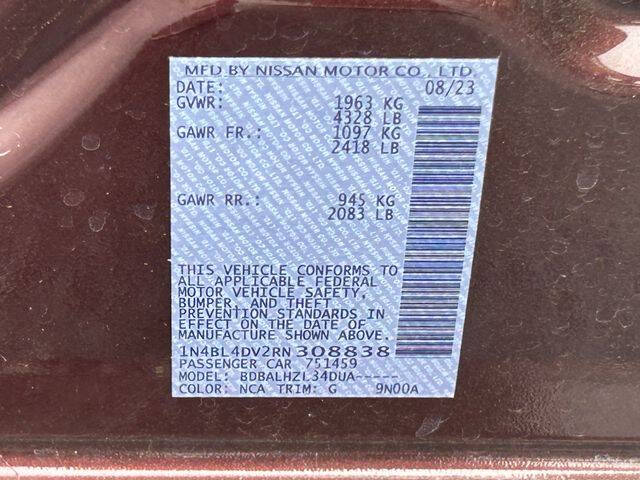 MFD BY NISSAN MOTOR CO., LTD.
DATE: 08/23
GVWR: 1963 KG
4328 LB
GAWR FR.: 1097 KG
2418 LB
GAWR RR.: 945 KG
2083 LB
THIS VEHICLE CONFORMS TO
ALL APPLICABLE FEDERAL
MOTOR VEHICLE SAFETY,
BUMPER, AND THEFT
PREVENTION STANDARDS IN
EFFECT ON THE DATE OF
MANUFACTURE SHOWN ABOVE.
1N4BL4DV2RN308838
PASSENGER CAR 751459
MODEL: BDBALHZL34DUA-----
COLOR: NCA TRIM: G 9N00A